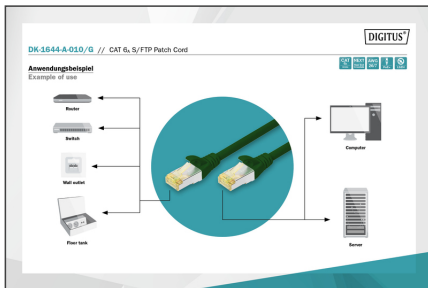 DIGITUS®
DK-1644-A-010/G // CAT 6A S/FTP Patch Cord
Anwendungsbeispiel
Example of use
Router
Switch
Wall outlet
Floor tank
Computer
Server